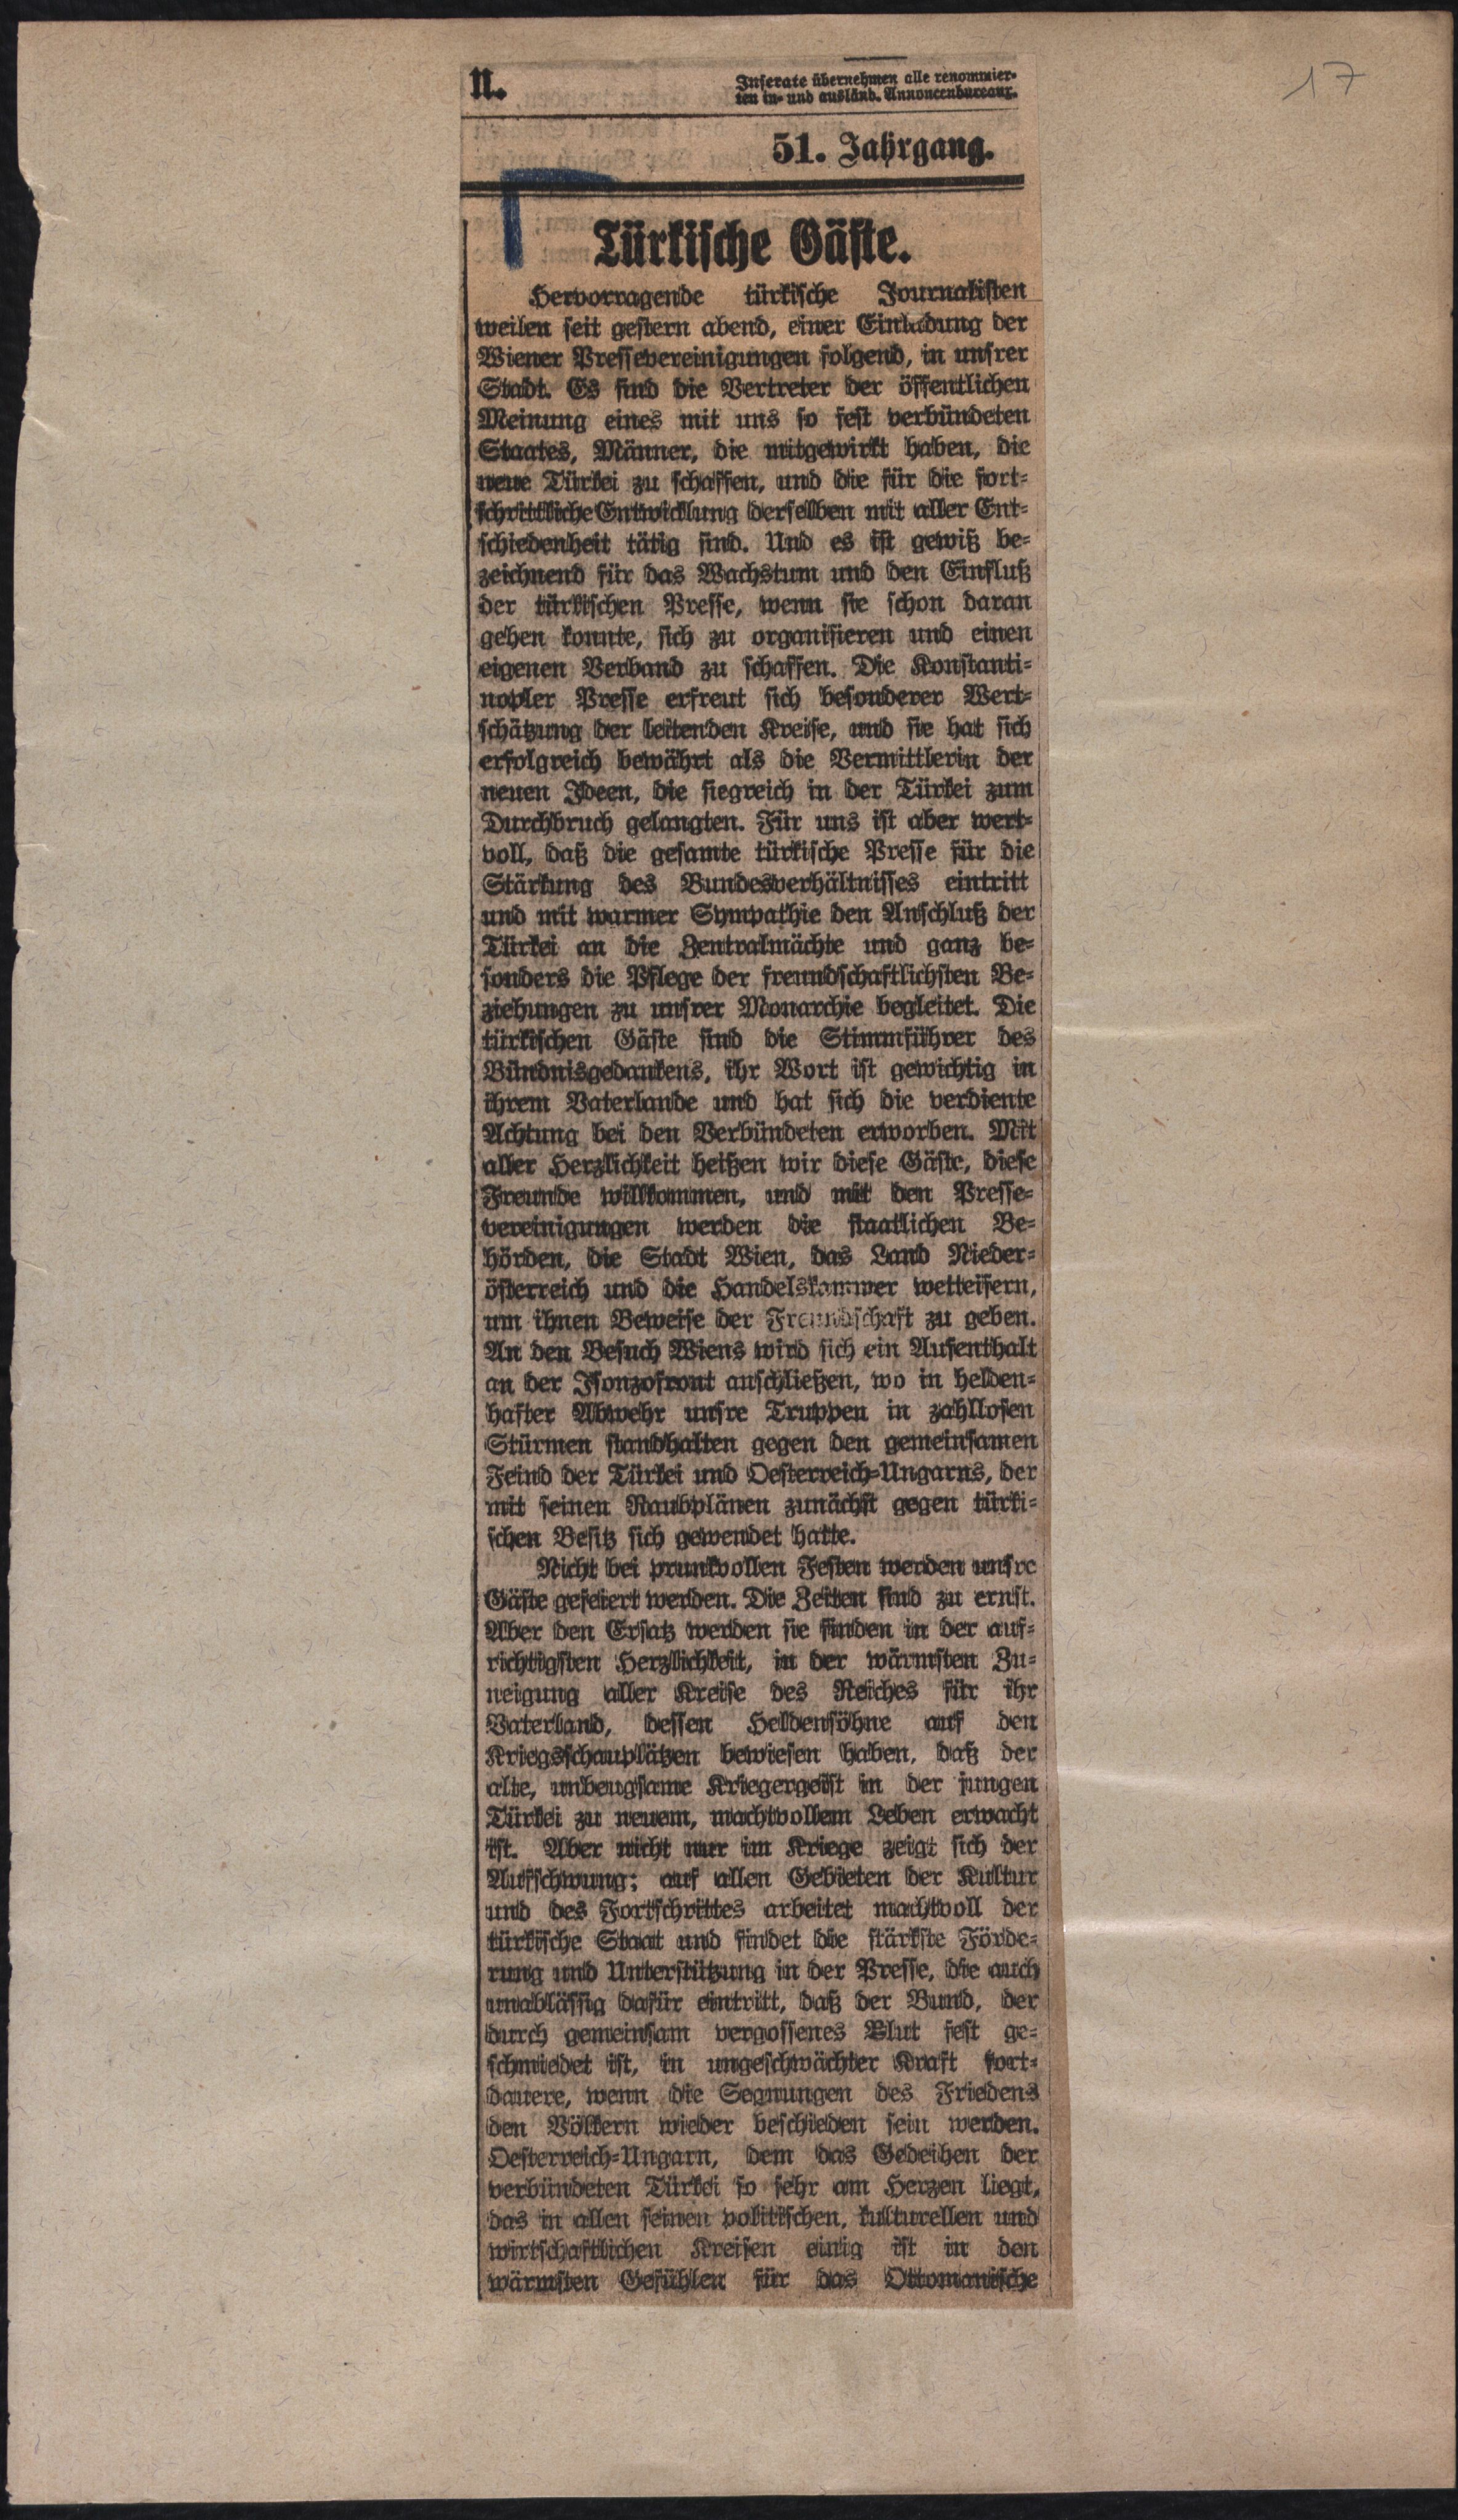 17
N.
Inserate übernehmen alle renommier-
ten in- und ausländ. Annoncenbureaux.
51. Jahrgang.
Türkische Gäste.
Hervorragende türkische Journalisten
weilen seit gestern abend, einer Einladung der
Wiener Pressevereinigungen folgend, in unsrer
Stadt. Es sind die Vertreter der öffentlichen
Meinung eines mit uns so fest verbündeten
Staates, Männer, die mitgewirkt haben, die
neue Türkei zu schaffen, und die für die fort-
schrittliche Entwicklung derselben mit aller Ent-
schiedenheit tätig sind. Und es ist gewiß be-
zeichnend für das Wachstum und den Einfluß
der türkischen Presse, wenn sie schon daran
gehen konnte, sich zu organisieren und einen
eigenen Verband zu schaffen. Die Konstanti-
nopler Presse erfreut sich besonderer Wert-
schätzung der leitenden Kreise, und sie hat sich
erfolgreich bewährt als die Vermittlerin der
neuen Ideen, die siegreich in der Türkei zum
Durchbruch gelangten. Für uns ist aber wert-
voll, daß die gesamte türkische Presse für die
Stärkung des Bundesverhältnisses eintritt
und mit warmer Sympathie den Anschluß der
Türkei an die Zentralmächte und ganz be-
sonders die Pflege der freundschaftlichsten Be-
ziehungen zu unsrer Monarchie begleitet. Die
türkischen Gäste sind die Stimmführer des
Bündnisgedankens, ihr Wort ist gewichtig in
ihrem Vaterlande und hat sich die verdiente
Achtung bei den Verbündeten erworben. Mit
aller Herzlichkeit heißen wir diese Gäste, diese
Freunde willkommen, und mit den Presse-
vereinigungen werden die staatlichen Be-
hörden, die Stadt Wien, das Land Nieder-
österreich und die Handelskammer wetteifern,
um ihnen Beweise der Freundschaft zu geben.
An den Besuch Wiens wird sich ein Aufenthalt
an der Isonzofront anschließen, wo in helden-
hafter Abwehr unsre Truppen in zahllosen
Stürmen standhalten gegen den gemeinsamen
Feind der Türkei und Oesterreich-Ungarns, der
mit seinen Raubplänen zunächst gegen türki-
schen Besitz sich gewendet hatte.
Nicht bei prunkvollen Festen werden unsre
Gäste gefeiert werden. Die Zeiten sind zu ernst.
Aber den Ersatz werden sie finden in der auf-
richtigsten Herzlichkeit, in der wärmsten Zu-
neigung aller Kreise des Reiches für ihr
Vaterland, dessen Heldensöhne auf den
Kriegsschauplätzen bewiesen haben, daß der
alte, unbeugsame Kriegergeist in der jungen
Türkei zu neuem, machtvollem Leben erwacht
ist. Aber nicht nur im Kriege zeigt sich der
Aufschwung; auf allen Gebieten der Kultur
und des Fortschrittes arbeitet machtvoll der
türkische Staat und findet die stärkste Förde-
rung und Unterstützung in der Presse, die auch
unablässig dafür eintritt, daß der Bund, der
durch gemeinsam vergossenes Blut fest ge-
schmiedet ist, in ungeschwächter Kraft fort-
dauere, wenn die Segnungen des Friedens
den Völkern wieder beschieden sein werden.
Oesterreich-Ungarn, dem das Gedeihen der
verbündeten Türkei so sehr am Herzen liegt,
das in allen seinen politischen, kulturellen und
wirtschaftlichen Kreisen einig ist in den
wärmsten Gefühlen für das Ottomanische